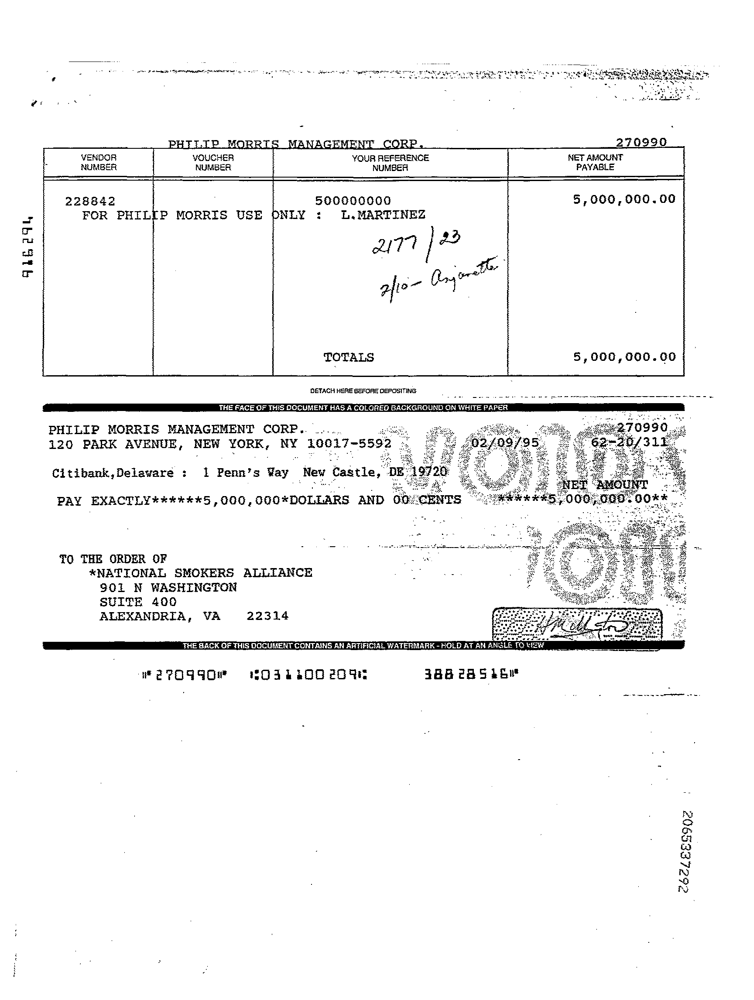 PHILIP MORRIS MANAGEMENT CORP. 270990
VENDOR NUMBER VOUCHER NUMBER YOUR REFERENCE NUMBER NET AMOUNT PAYABLE
228842 500000000 5,000,000.00
FOR PHILIP MORRIS USE ONLY : L.MARTINEZ
2177 / 23
2/10 -
TOTALS 5,000,000.00
DETACH HERE BEFORE DEPOSITING
THE FACE OF THIS DOCUMENT HAS A COLORED BACKGROUND ON WHITE PAPER
PHILIP MORRIS MANAGEMENT CORP. 270990
120 PARK AVENUE, NEW YORK, NY 10017-5592 02/09/95 62-20/311
Citibank,Delaware : 1 Penn's Way New Castle, DE 19720
NET AMOUNT
PAY EXACTLY******5,000,000*DOLLARS AND 00 CENTS ******5,000,000.00**
TO THE ORDER OF
*NATIONAL SMOKERS ALLIANCE
901 N WASHINGTON
SUITE 400
ALEXANDRIA, VA 22314
THE BACK OF THIS DOCUMENT CONTAINS AN ARTIFICIAL WATERMARK - HOLD AT AN ANGLE TO VIEW
⑈270990⑈ ⑆031100209⑆ 38828516⑈
2065337292